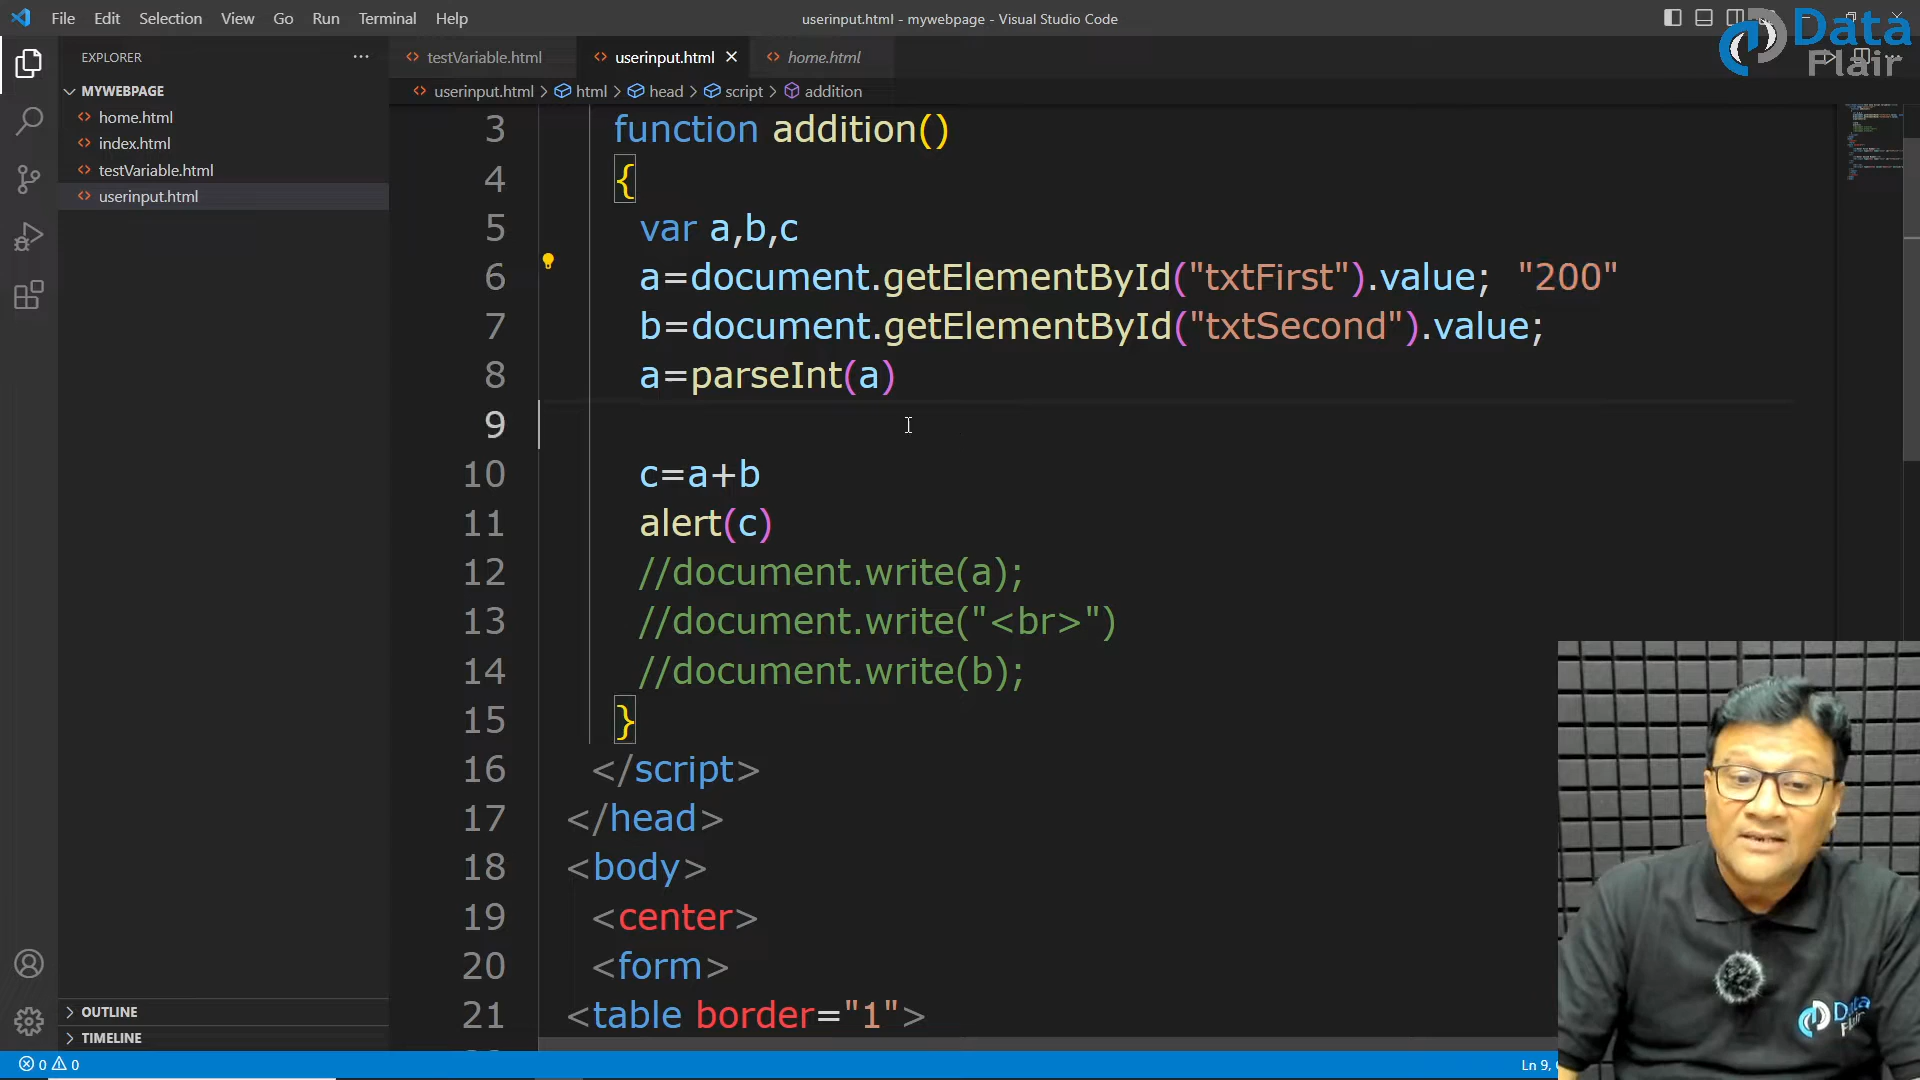 File Edit Selection View Go Run Terminal Help
userinput.html - mywebpage - Visual Studio Code
Data
Flair
EXPLORER
testVariable.html
userinput.html
home.html
MYWEBPAGE
userinput.html > html > head > script > addition
home.html
index.html
testVariable.html
userinput.html
3 function addition()
4 {
5 var a,b,c
6 a=document.getElementById("txtFirst").value; "200"
7 b=document.getElementById("txtSecond").value;
8 a=parseInt(a)
9
10 c=a+b
11 alert(c)
12 //document.write(a);
13 //document.write("<br>")
14 //document.write(b);
15 }
16 </script>
17 </head>
18 <body>
19 <center>
20 <form>
21 <table border="1">
OUTLINE
TIMELINE
0 0
Ln 9,
Data
Flair